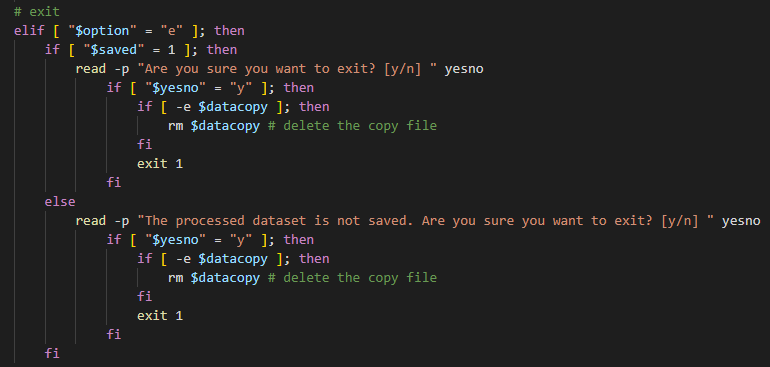 # exit
elif [ "$option" = "e" ]; then
    if [ "$saved" = 1 ]; then
        read -p "Are you sure you want to exit? [y/n] " yesno
            if [ "$yesno" = "y" ]; then
                if [ -e $datacopy ]; then
                    rm $datacopy # delete the copy file
                fi
                exit 1
            fi
    else
        read -p "The processed dataset is not saved. Are you sure you want to exit? [y/n] " yesno
            if [ "$yesno" = "y" ]; then
                if [ -e $datacopy ]; then
                    rm $datacopy # delete the copy file
                fi
                exit 1
            fi
    fi